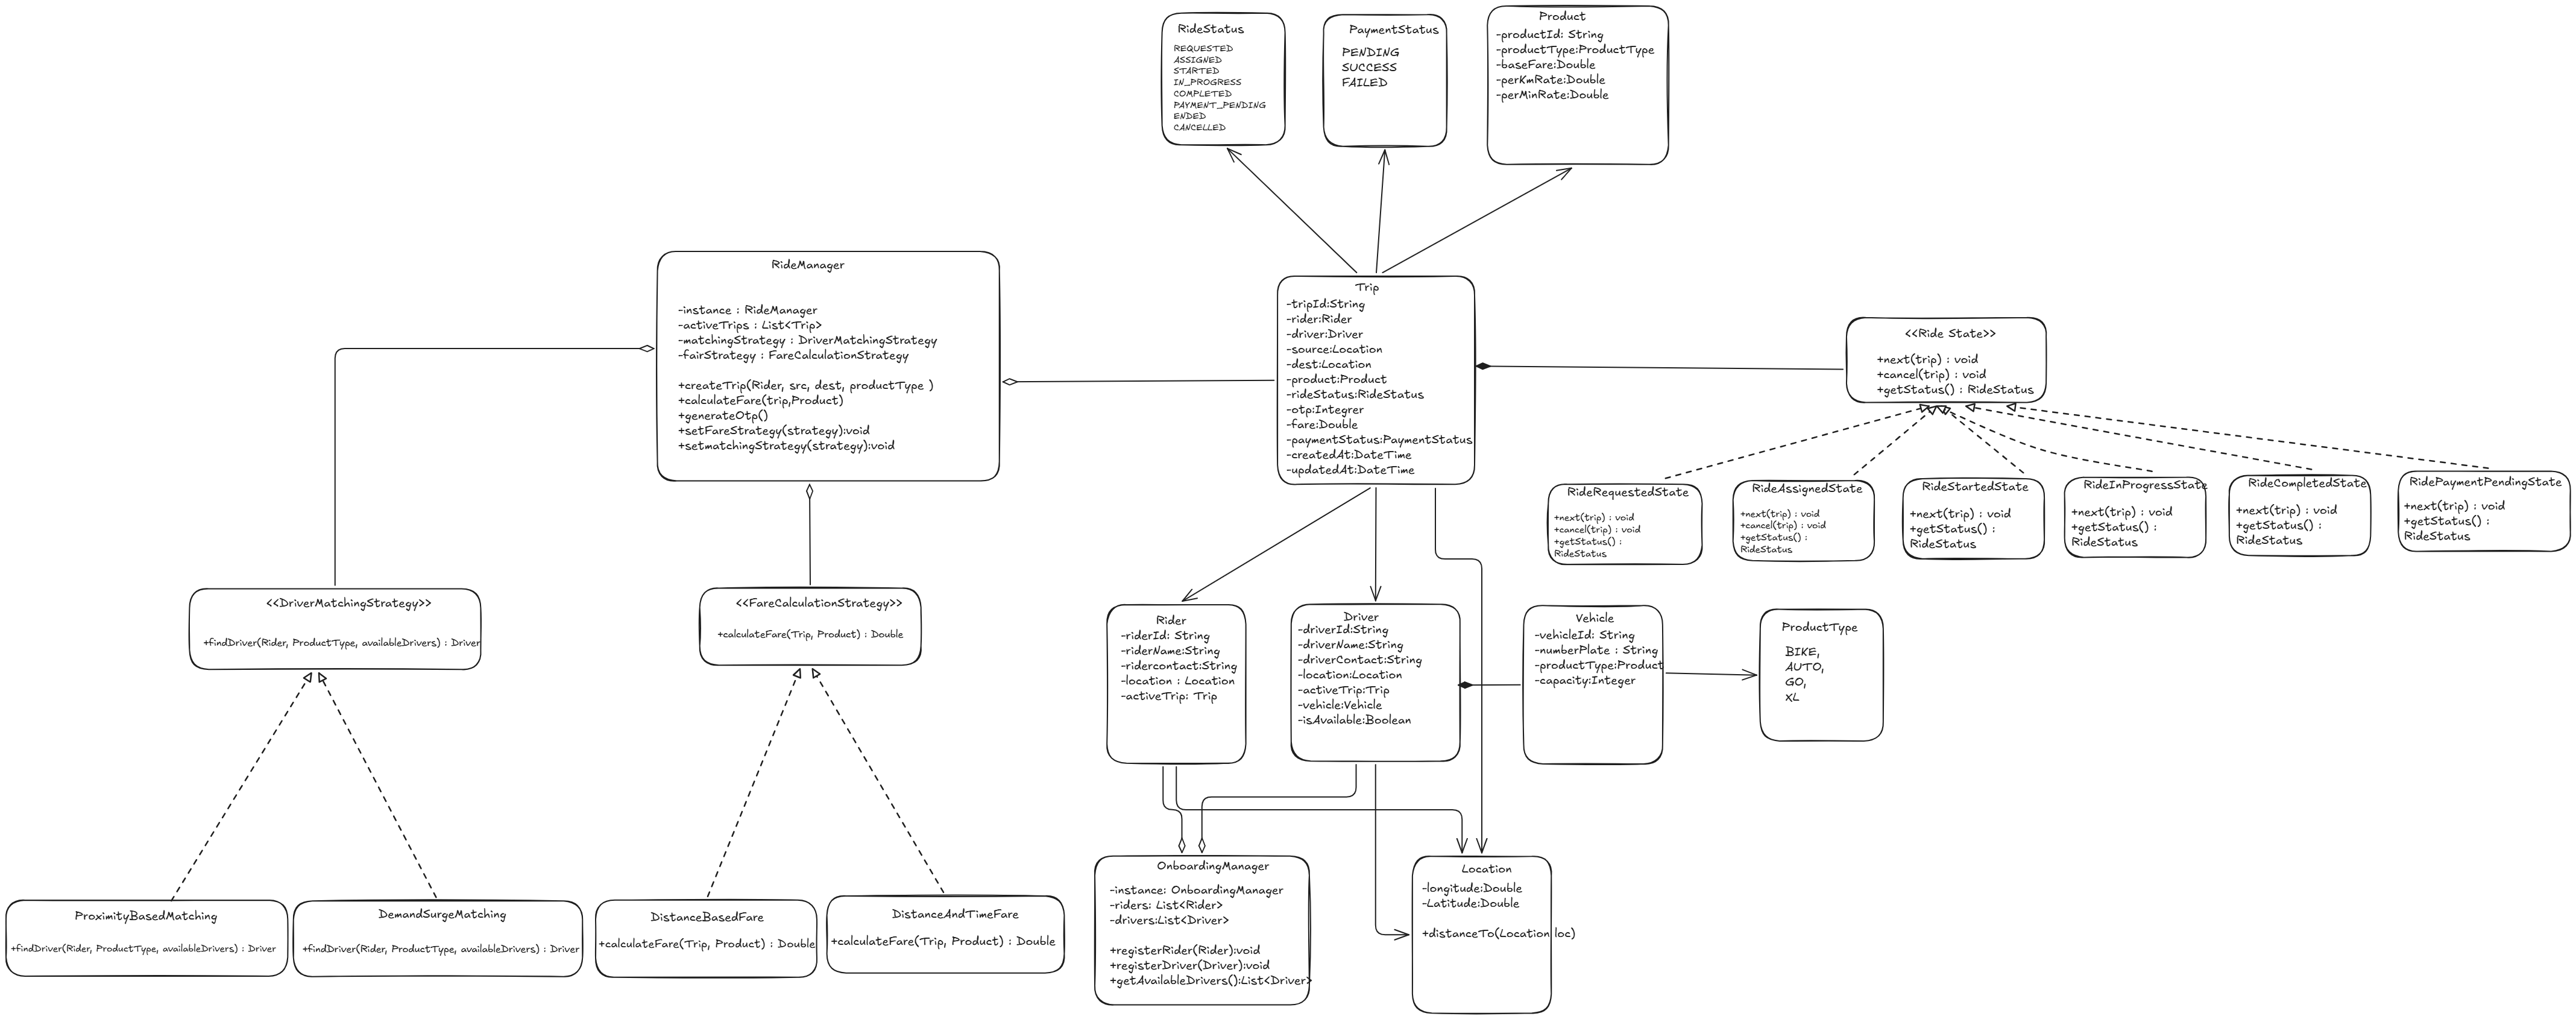 RideStatus
REQUESTED
ASSIGNED
STARTED
IN_PROGRESS
COMPLETED
PAYMENT_PENDING
ENDED
CANCELLED
PaymentStatus
PENDING
SUCCESS
FAILED
Product
-productId: String
-productType:ProductType
-baseFare:Double
-perKmRate:Double
-perMinRate:Double
RideManager
-instance : RideManager
-activeTrips : List<Trip>
-matchingStrategy : DriverMatchingStrategy
-fairStrategy : FareCalculationStrategy
+createTrip(Rider, src, dest, productType )
+calculateFare(trip,Product)
+generateOtp()
+setFareStrategy(strategy):void
+setmatchingStrategy(strategy):void
Trip
-tripId:String
-rider:Rider
-driver:Driver
-source:Location
-dest:Location
-product:Product
-rideStatus:RideStatus
-otp:Integrer
-fare:Double
-paymentStatus:PaymentStatus
-createdAt:DateTime
-updatedAt:DateTime
<<Ride State>>
+next(trip) : void
+cancel(trip) : void
+getStatus() : RideStatus
RideRequestedState
+next(trip) : void
+cancel(trip) : void
+getStatus() :
RideStatus
RideAssignedState
+next(trip) : void
+cancel(trip) : void
+getStatus() :
RideStatus
RideStartedState
+next(trip) : void
+getStatus() :
RideStatus
RideInProgressState
+next(trip) : void
+getStatus() :
RideStatus
RideCompletedState
+next(trip) : void
+getStatus() :
RideStatus
RidePaymentPendingState
+next(trip) : void
+getStatus() :
RideStatus
<<DriverMatchingStrategy>>
+findDriver(Rider, ProductType, availableDrivers) : Driver
<<FareCalculationStrategy>>
+calculateFare(Trip, Product) : Double
Rider
-riderId: String
-riderName:String
-ridercontact:String
-location : Location
-activeTrip: Trip
Driver
-driverId:String
-driverName:String
-driverContact:String
-location:Location
-activeTrip:Trip
-vehicle:Vehicle
-isAvailable:Boolean
Vehicle
-vehicleId: String
-numberPlate : String
-productType:Product
-capacity:Integer
ProductType
BIKE,
AUTO,
GO,
XL
ProximityBasedMatching
+findDriver(Rider, ProductType, availableDrivers) : Driver
DemandSurgeMatching
+findDriver(Rider, ProductType, availableDrivers) : Driver
DistanceBasedFare
+calculateFare(Trip, Product) : Double
DistanceAndTimeFare
+calculateFare(Trip, Product) : Double
OnboardingManager
-instance: OnboardingManager
-riders: List<Rider>
-drivers:List<Driver>
+registerRider(Rider):void
+registerDriver(Driver):void
+getAvailableDrivers():List<Driver>
Location
-longitude:Double
-Latitude:Double
+distanceTo(Location loc)